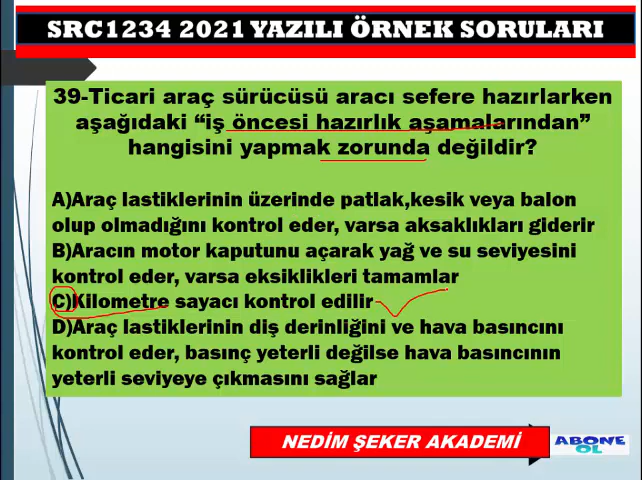 SRC1234 2021 YAZILI ÖRNEK SORULARI
39-Ticari araç sürücüsü aracı sefere hazırlarken
aşağıdaki “iş öncesi hazırlık aşamalarından”
hangisini yapmak zorunda değildir?
A)Araç lastiklerinin üzerinde patlak,kesik veya balon
olup olmadığını kontrol eder, varsa aksaklıkları giderir
B)Aracın motor kaputunu açarak yağ ve su seviyesini
kontrol eder, varsa eksiklikleri tamamlar
C)Kilometre sayacı kontrol edilir
D)Araç lastiklerinin diş derinliğini ve hava basıncını
kontrol eder, basınç yeterli değilse hava basıncının
yeterli seviyeye çıkmasını sağlar
NEDİM ŞEKER AKADEMİ
ABONE
OL